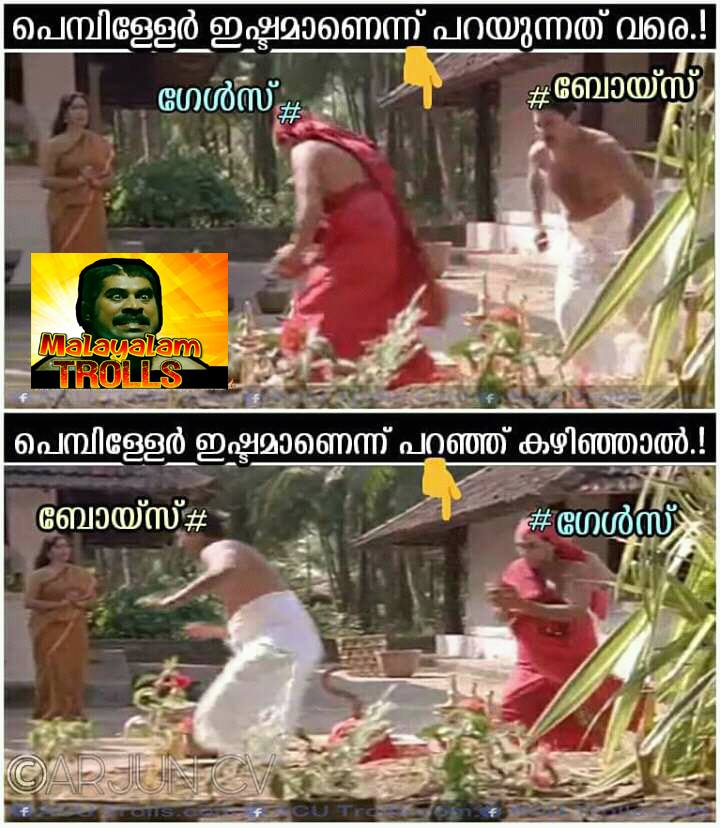 പെമ്പിള്ളേർ ഇഷ്ടമാണെന്ന് പറയുന്നത് വരെ.!
ഗേൾസ്#
#ബോയ്സ്
Malayalam
TROLLS
പെമ്പിള്ളേർ ഇഷ്ടമാണെന്ന് പറഞ്ഞ് കഴിഞ്ഞാൽ.!
ബോയ്സ്#
#ഗേൾസ്
©ARJUN CV